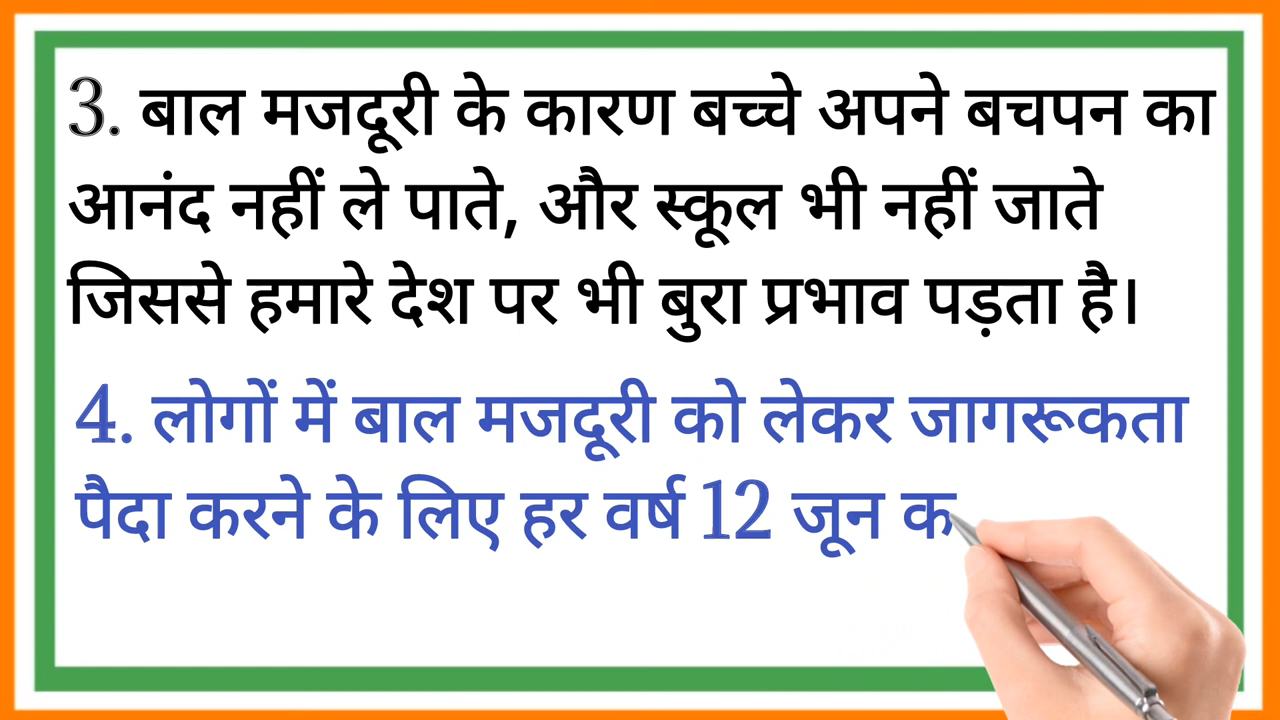 3. बाल मजदूरी के कारण बच्चे अपने बचपन का
आनंद नहीं ले पाते, और स्कूल भी नहीं जाते
जिससे हमारे देश पर भी बुरा प्रभाव पड़ता है।
4. लोगों में बाल मजदूरी को लेकर जागरूकता
पैदा करने के लिए हर वर्ष 12 जून क